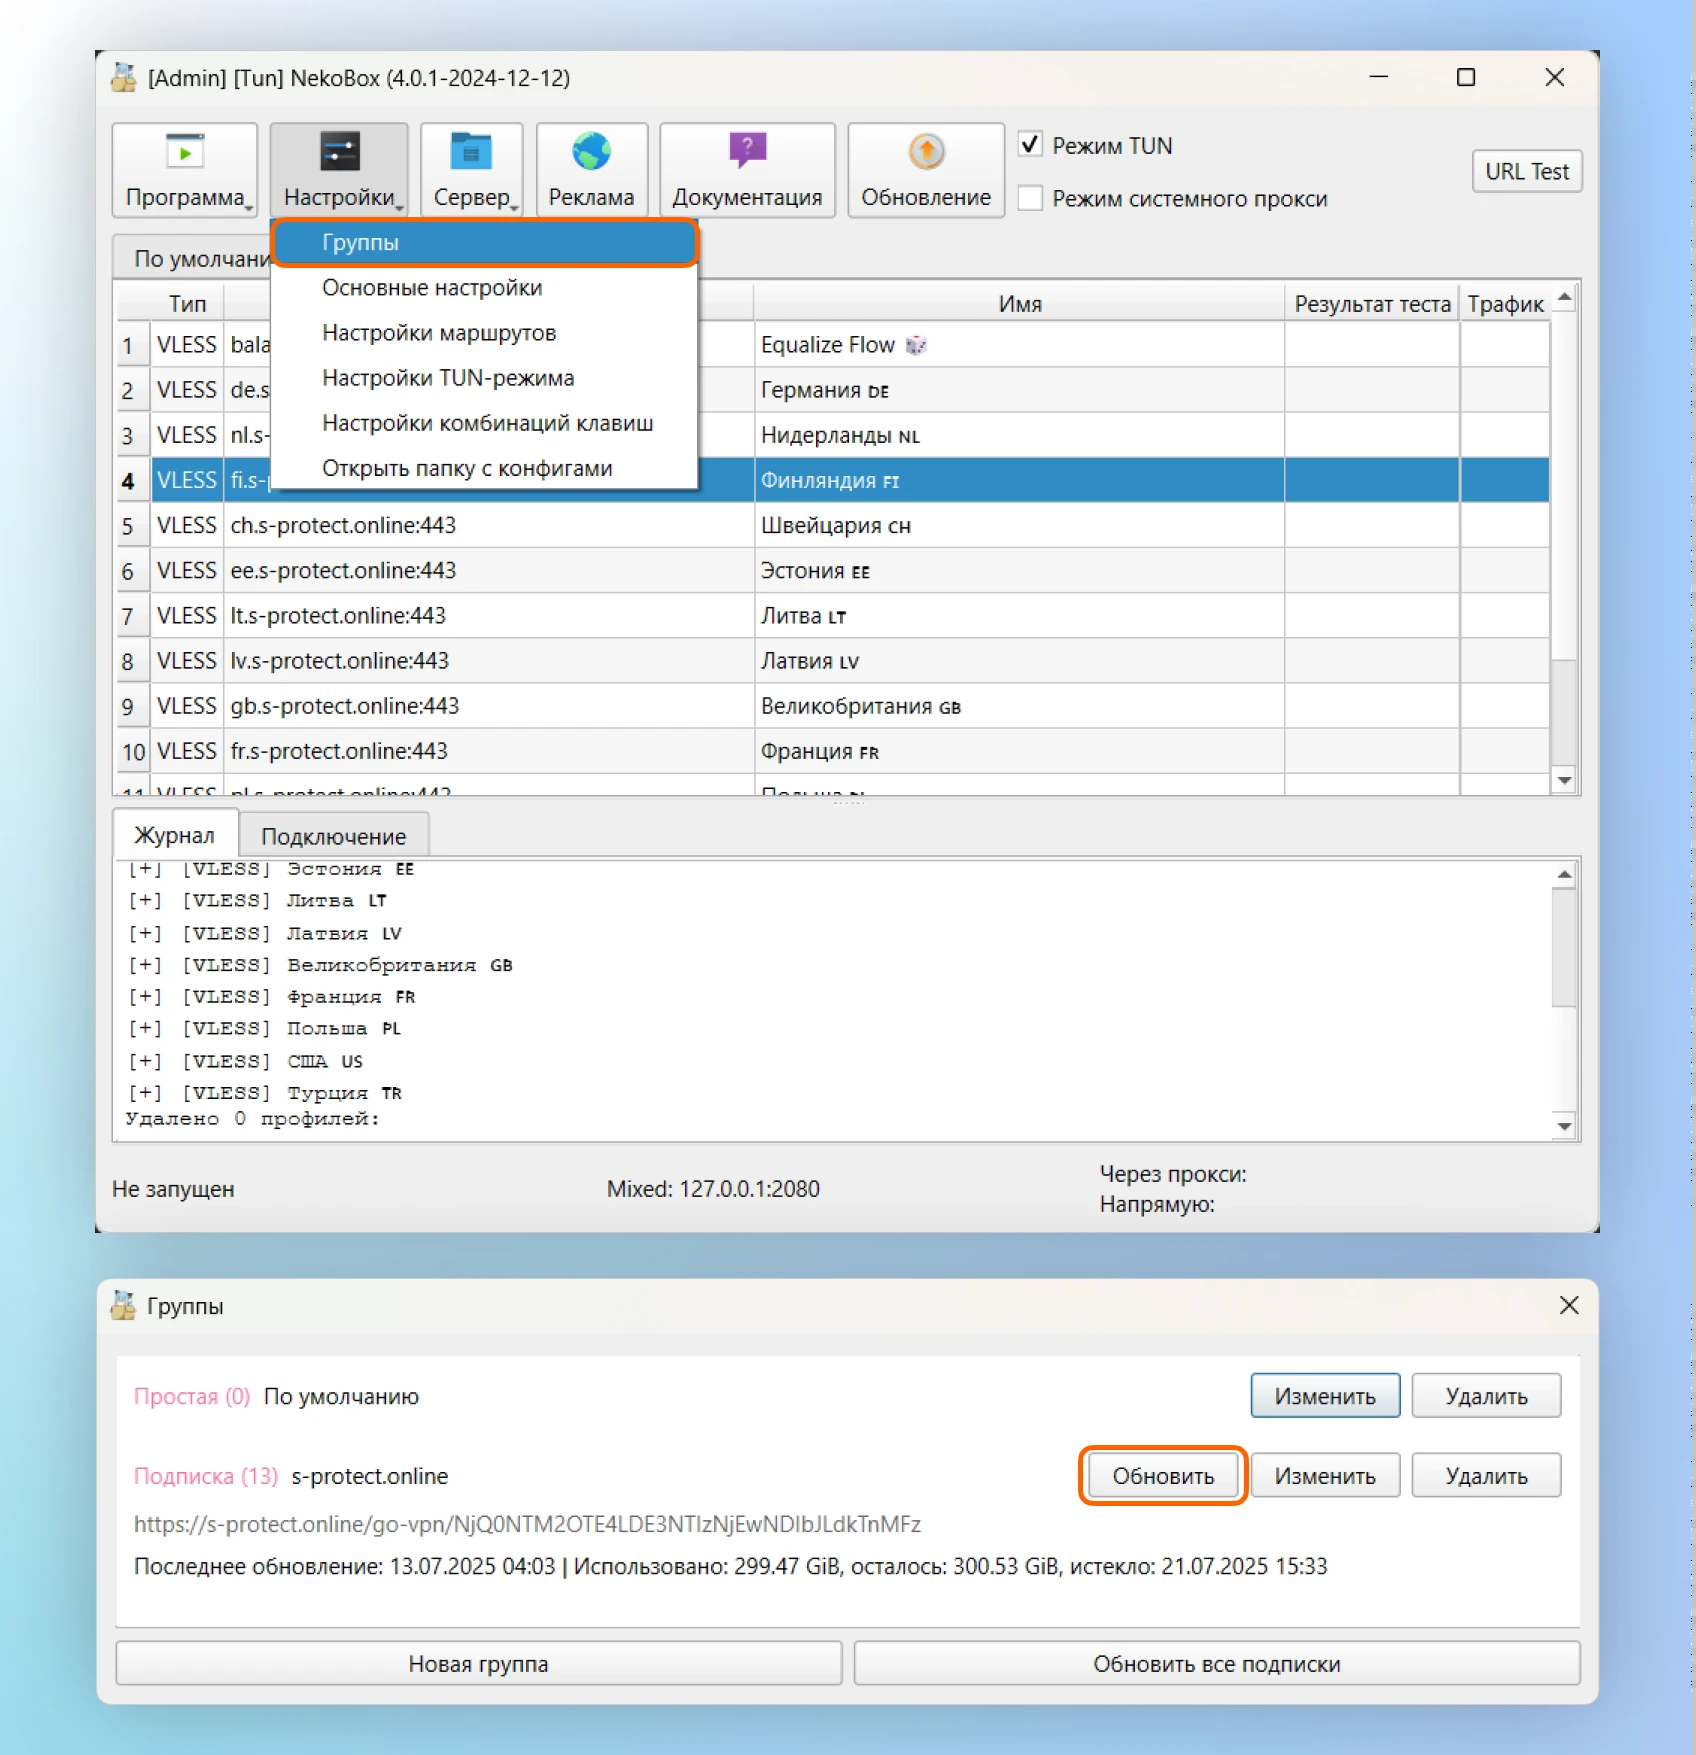 [Admin] [Tun] NekoBox (4.0.1-2024-12-12)
Программа
Настройки
Сервер
Реклама
Документация
Обновление
Режим TUN
Режим системного прокси
URL Test
Группы
Основные настройки
Настройки маршрутов
Настройки TUN-режима
Настройки комбинаций клавиш
Открыть папку с конфигами
По умолчани
Тип Имя Результат теста Трафик
1 VLESS bala Equalize Flow
2 VLESS de.s Германия DE
3 VLESS nl.s- Нидерланды NL
4 VLESS fi.s- Финляндия FI
5 VLESS ch.s-protect.online:443 Швейцария CH
6 VLESS ee.s-protect.online:443 Эстония EE
7 VLESS lt.s-protect.online:443 Литва LT
8 VLESS lv.s-protect.online:443 Латвия LV
9 VLESS gb.s-protect.online:443 Великобритания GB
10 VLESS fr.s-protect.online:443 Франция FR
11 VLESS pl.s-protect.online:443 Польша PL
Журнал Подключение
[+] [VLESS] Эстония EE
[+] [VLESS] Литва LT
[+] [VLESS] Латвия LV
[+] [VLESS] Великобритания GB
[+] [VLESS] Франция FR
[+] [VLESS] Польша PL
[+] [VLESS] США US
[+] [VLESS] Турция TR
Удалено 0 профилей:
Не запущен
Mixed: 127.0.0.1:2080
Через прокси:
Напрямую:
Группы
Простая (0) По умолчанию Изменить Удалить
Подписка (13) s-protect.online Обновить Изменить Удалить
https://s-protect.online/go-vpn/NjQ0NTM2OTE4LDE3NTIzNjEwNDIbJLdkTnMFz
Последнее обновление: 13.07.2025 04:03 | Использовано: 299.47 GiB, осталось: 300.53 GiB, истекло: 21.07.2025 15:33
Новая группа Обновить все подписки